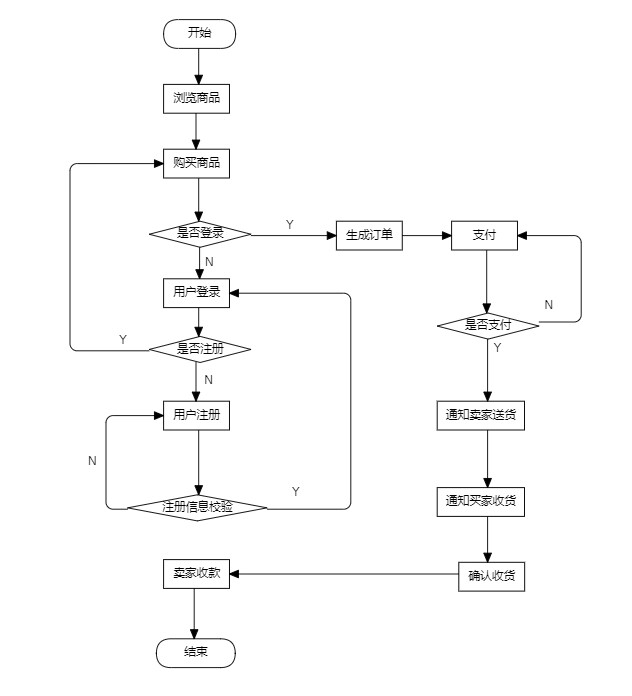 开始
浏览商品
购买商品
是否登录
Y
生成订单
支付
N
用户登录
N
是否支付
Y
是否注册
Y
N
用户注册
通知卖家送货
N
Y
注册信息校验
通知买家收货
卖家收款
确认收货
结束